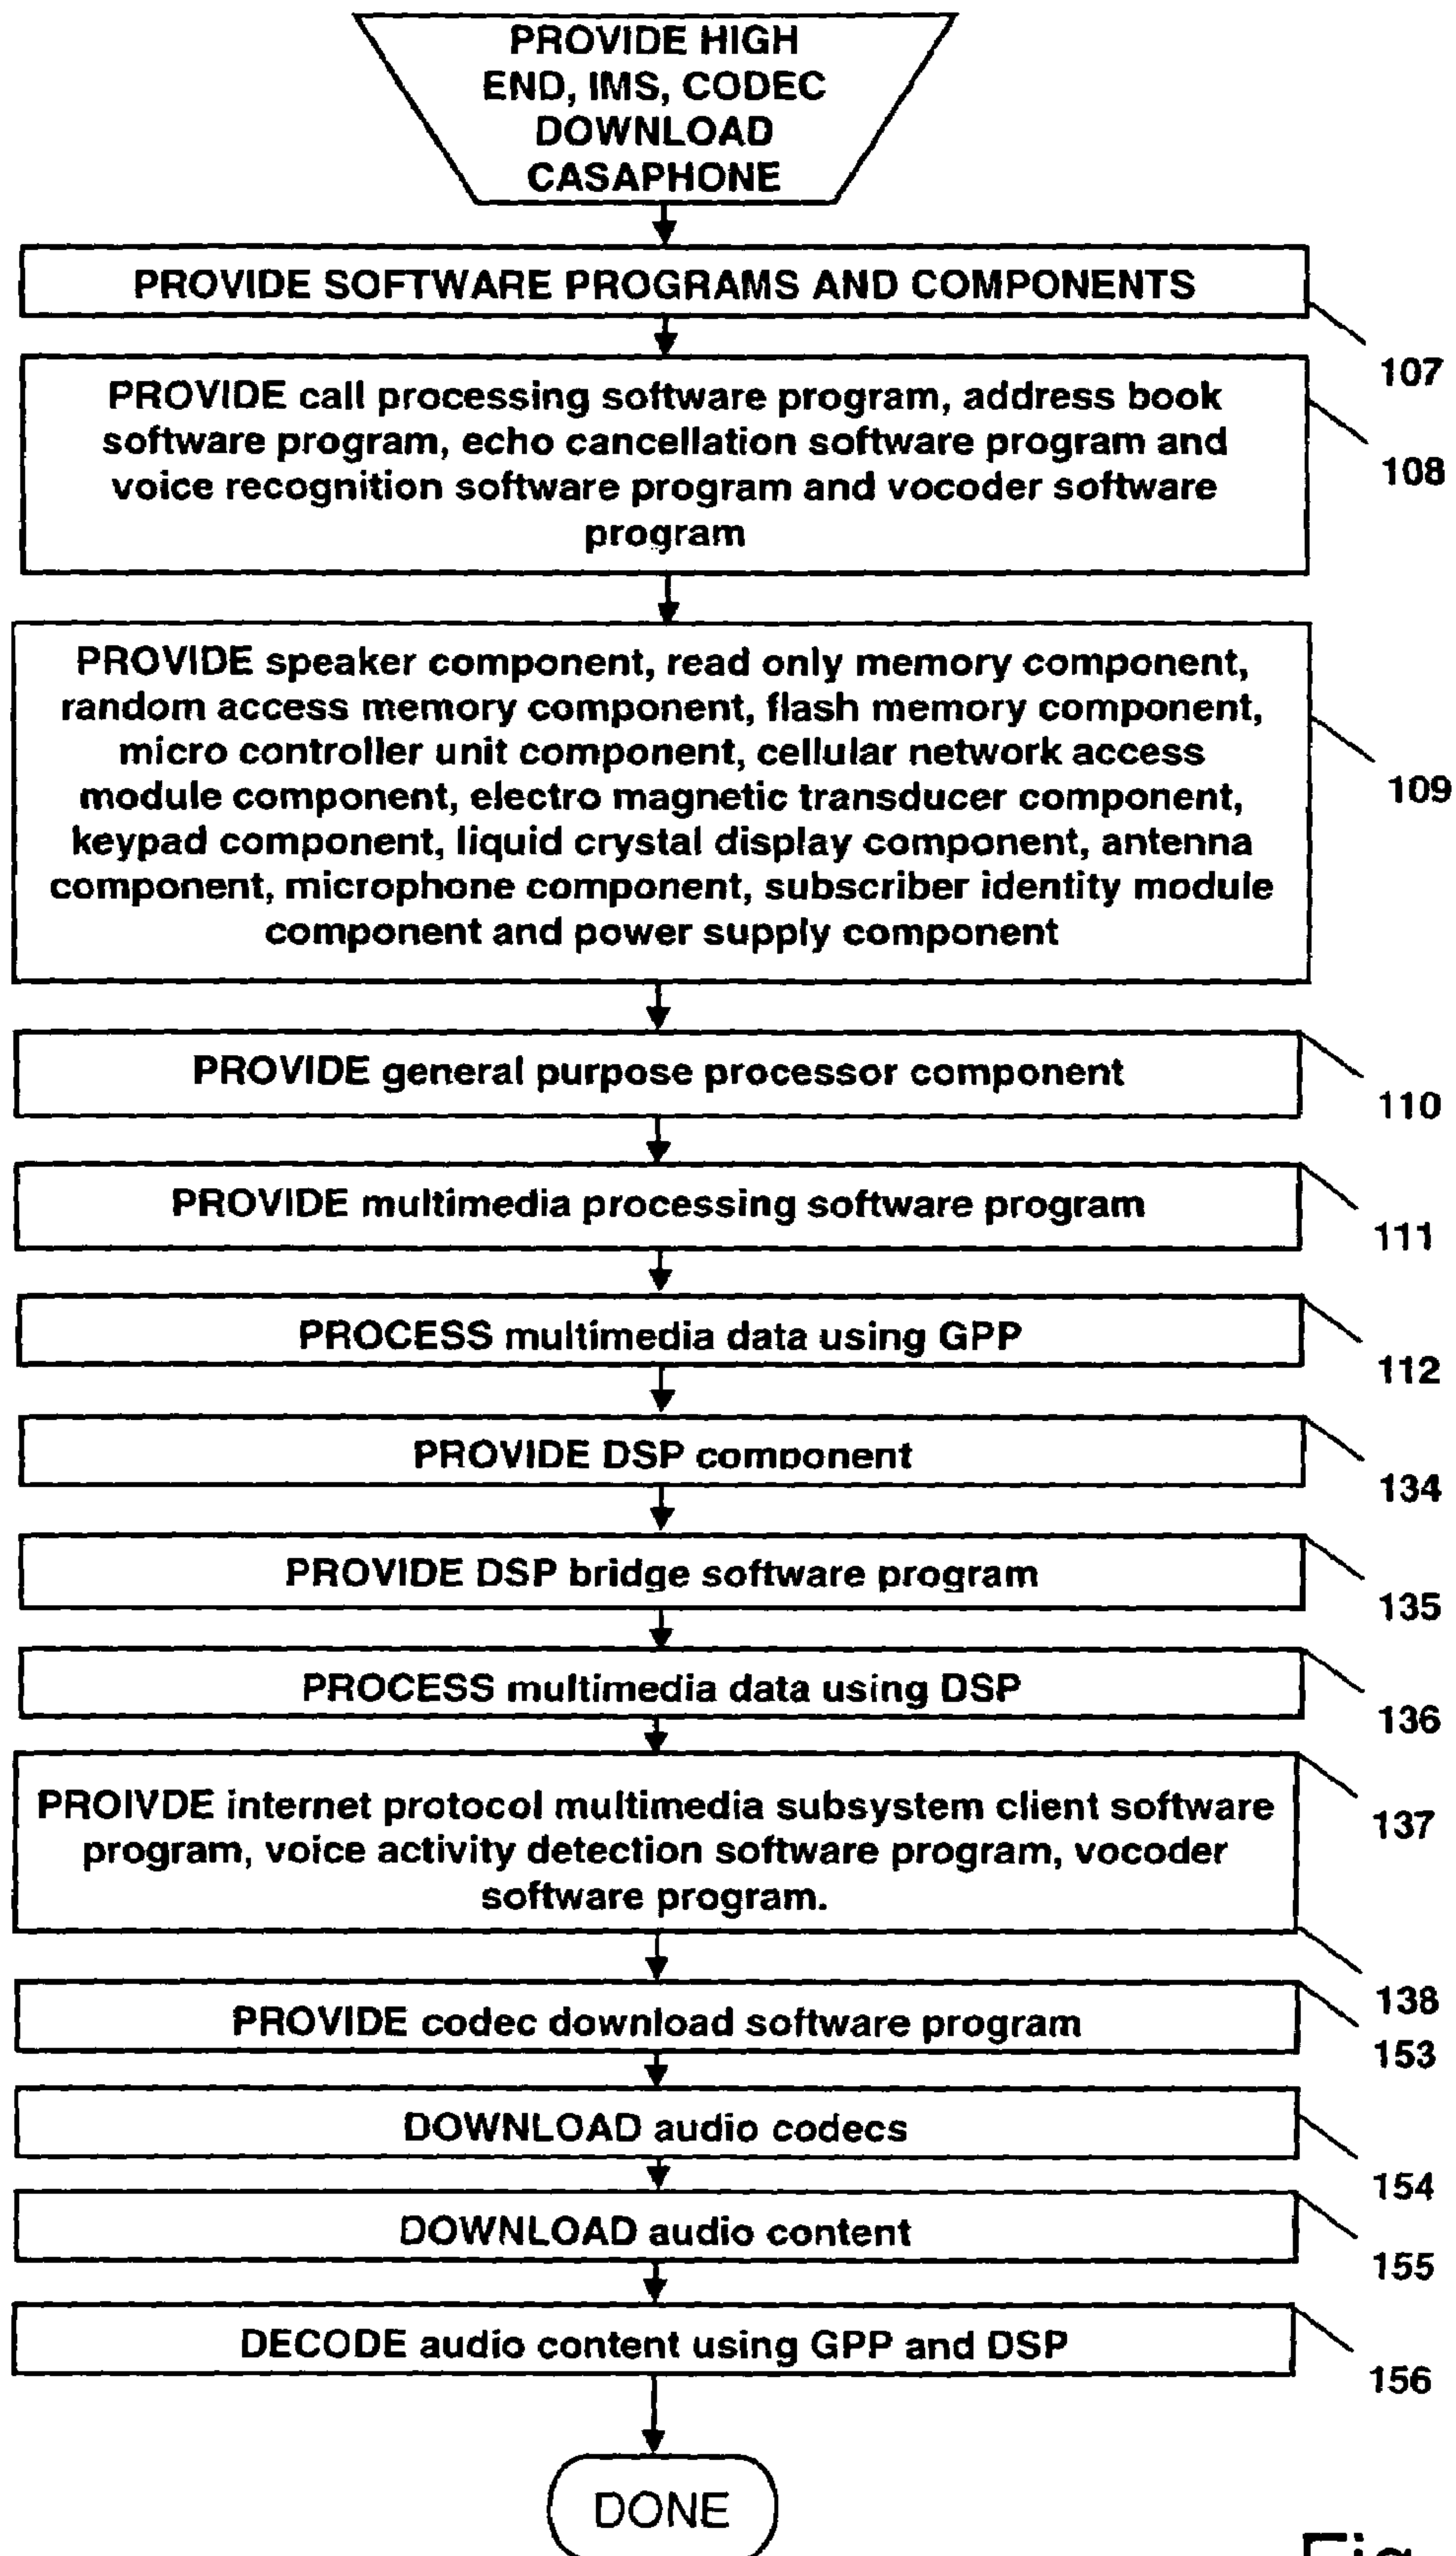 PROVIDE HIGH
END, IMS, CODEC
DOWNLOAD
CASAPHONE
PROVIDE SOFTWARE PROGRAMS AND COMPONENTS
107
PROVIDE call processing software program, address book
software program, echo cancellation software program and
voice recognition software program and vocoder software
program
108
PROVIDE speaker component, read only memory component,
random access memory component, flash memory component,
micro controller unit component, cellular network access
module component, electro magnetic transducer component,
keypad component, liquid crystal display component, antenna
component, microphone component, subscriber identity module
component and power supply component
109
PROVIDE general purpose processor component
110
PROVIDE multimedia processing software program
111
PROCESS multimedia data using GPP
112
PROVIDE DSP component
134
PROVIDE DSP bridge software program
135
PROCESS multimedia data using DSP
136
PROIVDE internet protocol multimedia subsystem client software
program, voice activity detection software program, vocoder
software program.
137
138
PROVIDE codec download software program
153
DOWNLOAD audio codecs
154
DOWNLOAD audio content
155
DECODE audio content using GPP and DSP
156
DONE